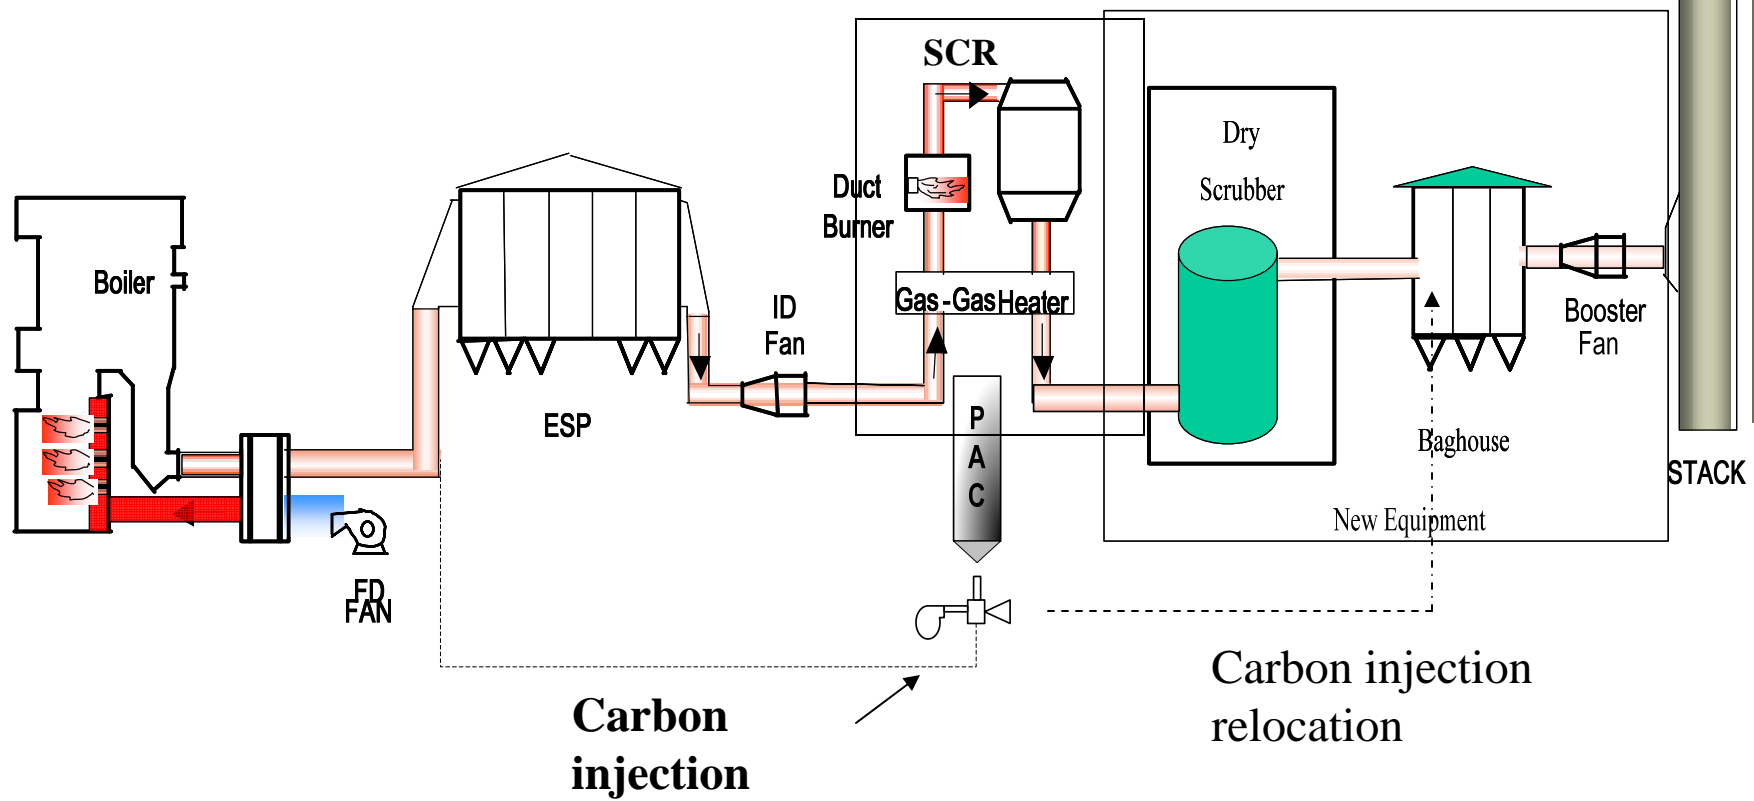 SCR
Dry
Scrubber
Duct
Burner
Boiler
Gas-Gas Heater
ID
Fan
Booster
Fan
P
A
C
ESP
Baghouse
STACK
New Equipment
FD
FAN
Carbon injection
relocation
Carbon
injection